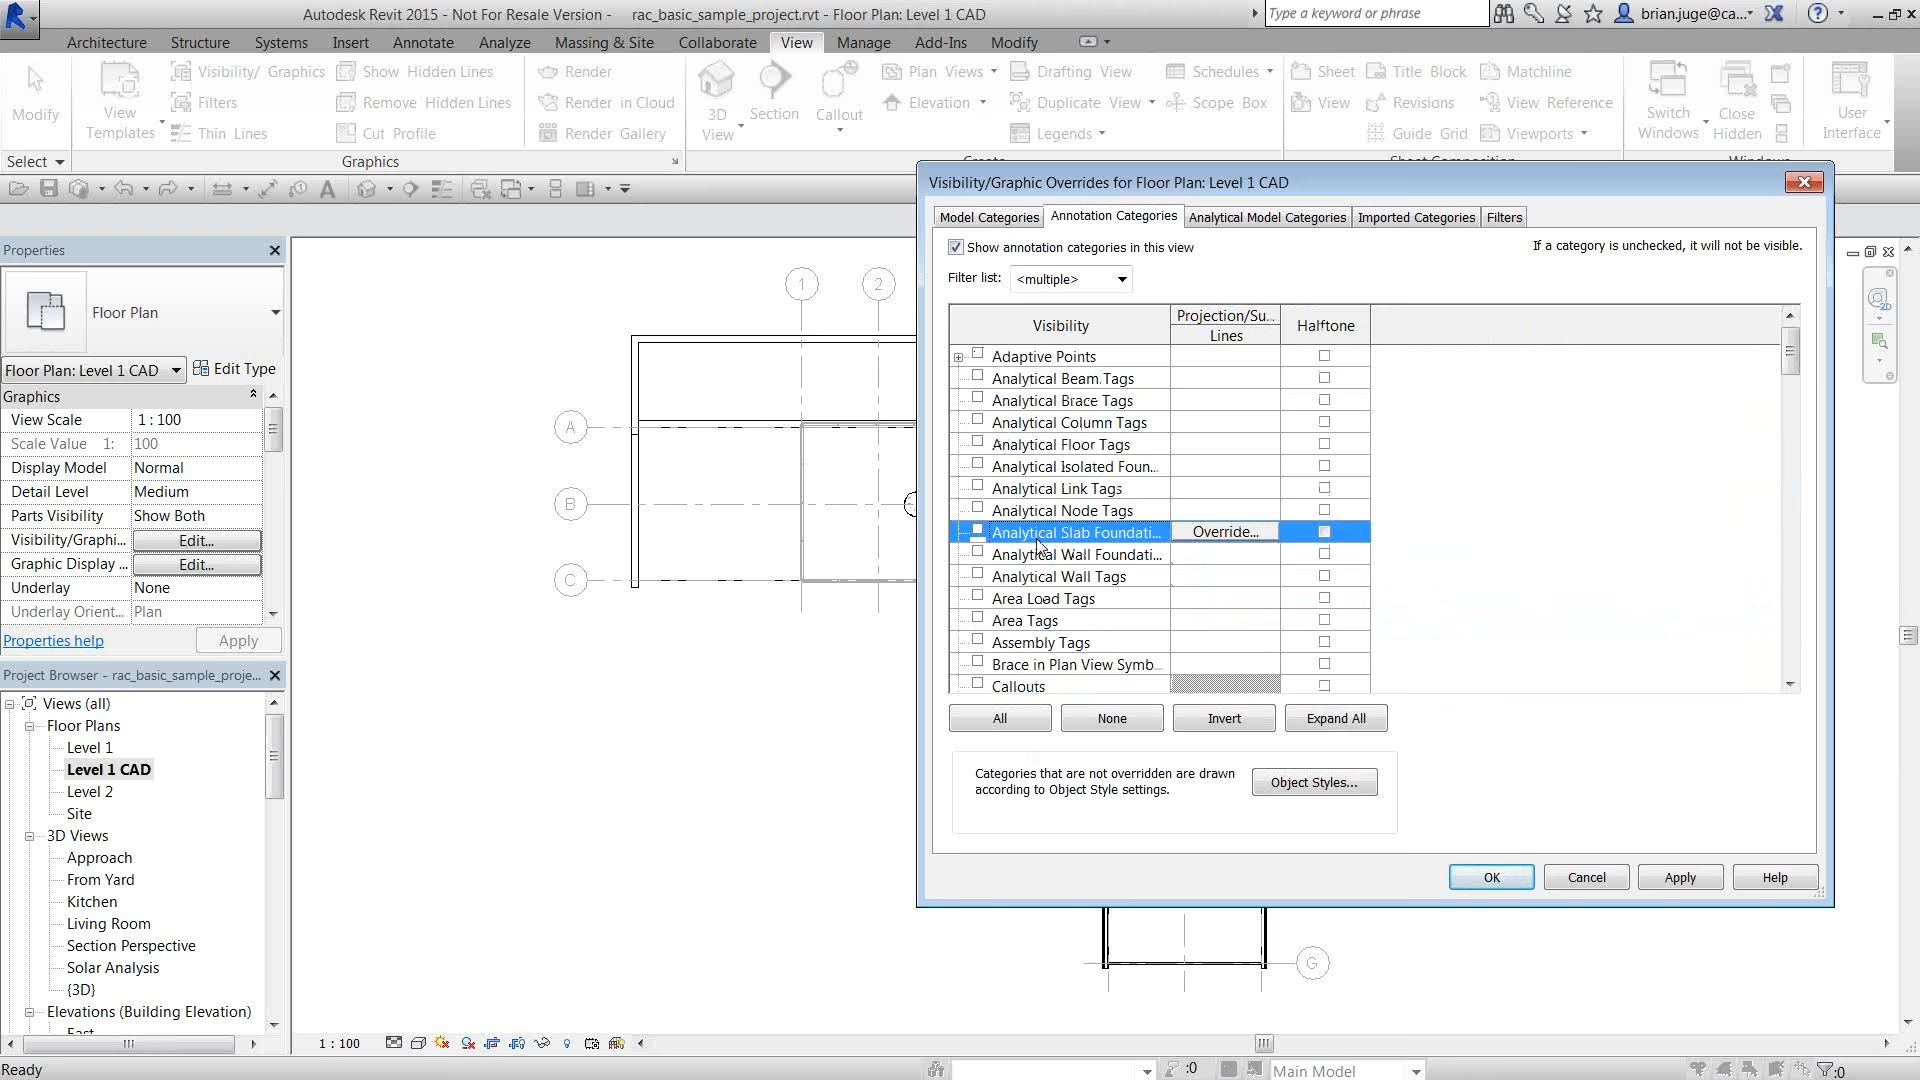 Autodesk Revit 2015 - Not For Resale Version - rac_basic_sample_project.rvt - Floor Plan: Level 1 CAD
Type a keyword or phrase
brian.juge@ca...
Architecture Structure Systems Insert Annotate Analyze Massing & Site Collaborate View Manage Add-Ins Modify
Modify
View
Templates
Visibility/ Graphics
Filters
Thin Lines
Show Hidden Lines
Remove Hidden Lines
Cut Profile
Render
Render in Cloud
Render Gallery
3D
View
Section
Callout
Plan Views
Elevation
Drafting View
Duplicate View
Legends
Schedules
Scope Box
Sheet
View
Title Block
Revisions
Guide Grid
Matchline
View Reference
Viewports
Switch
Windows
Close
Hidden
User
Interface
Select
Graphics
Create
Sheet Composition
Windows
Properties
Floor Plan
Floor Plan: Level 1 CAD
Edit Type
Graphics
View Scale 1 : 100
Scale Value 1: 100
Display Model Normal
Detail Level Medium
Parts Visibility Show Both
Visibility/Graphi... Edit...
Graphic Display ... Edit...
Underlay None
Underlay Orient... Plan
Properties help
Apply
Project Browser - rac_basic_sample_proje...
Views (all)
Floor Plans
Level 1
Level 1 CAD
Level 2
Site
3D Views
Approach
From Yard
Kitchen
Living Room
Section Perspective
Solar Analysis
{3D}
Elevations (Building Elevation)
East
1
2
A
B
C
G
2D
Visibility/Graphic Overrides for Floor Plan: Level 1 CAD
Model Categories Annotation Categories Analytical Model Categories Imported Categories Filters
Show annotation categories in this view
If a category is unchecked, it will not be visible.
Filter list: <multiple>
Visibility
Projection/Su...
Lines
Halftone
Adaptive Points
Analytical Beam Tags
Analytical Brace Tags
Analytical Column Tags
Analytical Floor Tags
Analytical Isolated Foun...
Analytical Link Tags
Analytical Node Tags
Analytical Slab Foundati... Override...
Analytical Wall Foundati...
Analytical Wall Tags
Area Load Tags
Area Tags
Assembly Tags
Brace in Plan View Symb...
Callouts
All None Invert Expand All
Categories that are not overridden are drawn
according to Object Style settings.
Object Styles...
OK Cancel Apply Help
1 : 100
Ready
:0
Main Model
:0